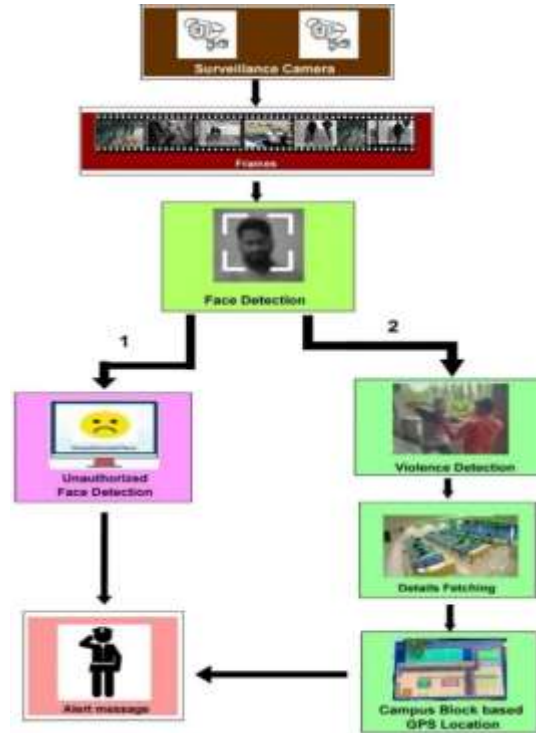 Surveillance Camera
Frames
Face Detection
1
2
Unauthorized
Face Detection
Violence Detection
Details Fetching
Alert message
Campus Block based
GPS Location